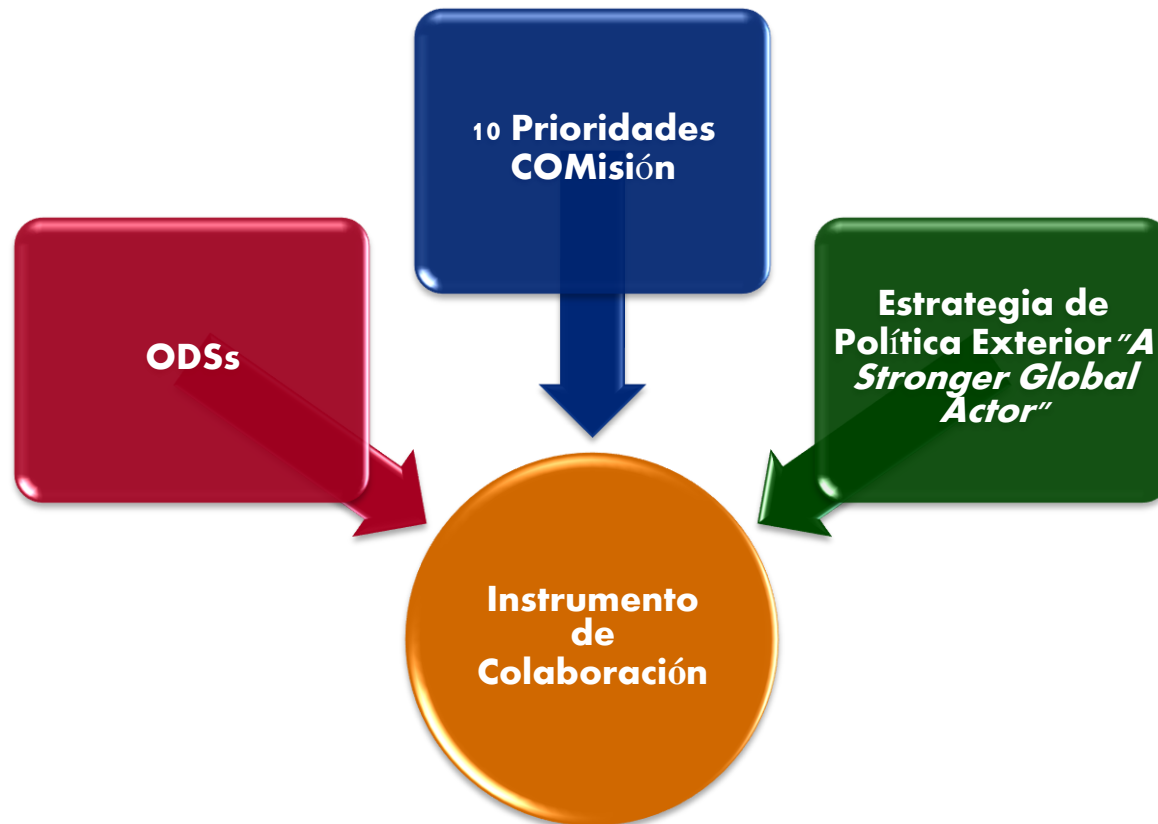 10 Prioridades
COMisión
ODSs
Estrategia de
Política Exterior "A
Stronger Global
Actor"
Instrumento
de
Colaboración